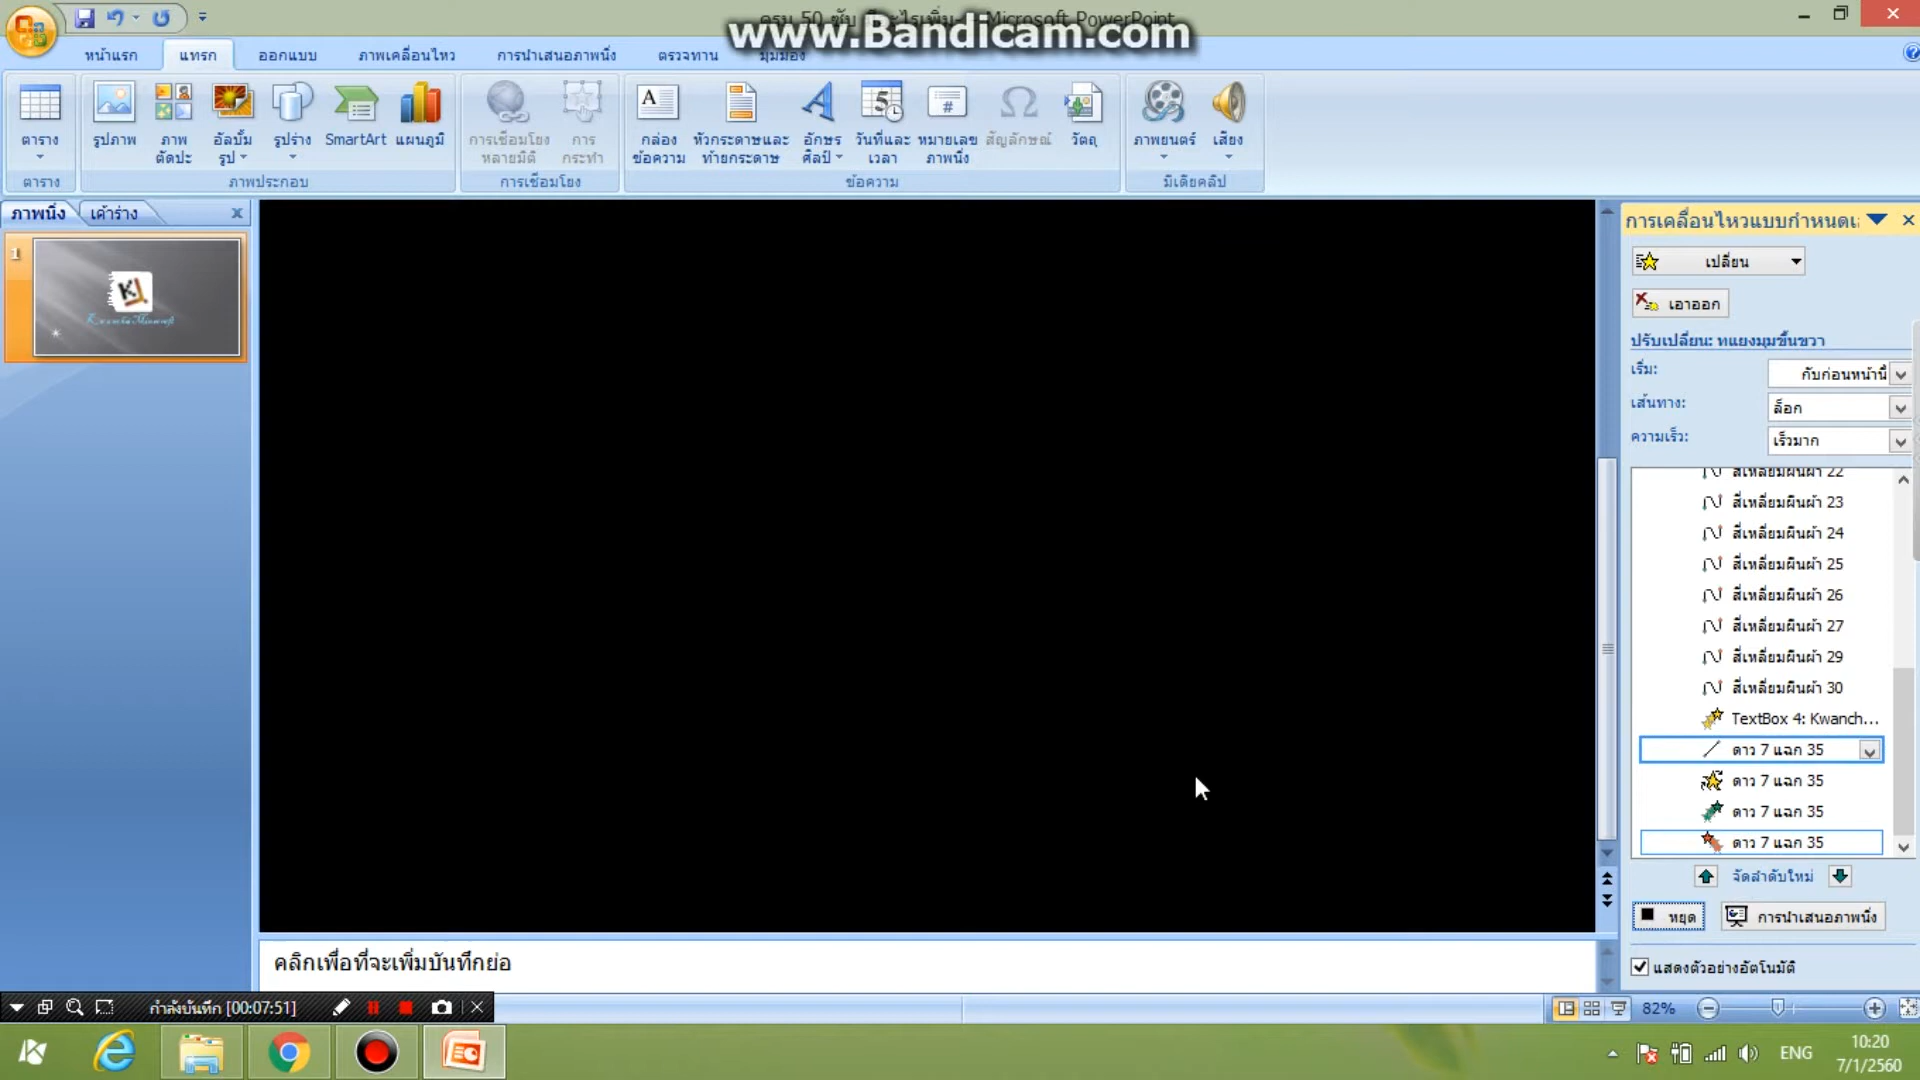 ครบ 50 ซับ Microsoft PowerPoint
www.Bandicam.com
หน้าแรก แทรก ออกแบบ ภาพเคลื่อนไหว การนำเสนอภาพนิ่ง ตรวจทาน มุมมอง
ตาราง รูปภาพ ภาพตัดปะ อัลบั้มรูป รูปร่าง SmartArt แผนภูมิ การเชื่อมโยงหลายมิติ การกระทำ กล่องข้อความ หัวกระดาษและท้ายกระดาษ อักษรศิลป์ วันที่และเวลา หมายเลขภาพนิ่ง สัญลักษณ์ วัตถุ ภาพยนตร์ เสียง
ตาราง ภาพประกอบ การเชื่อมโยง ข้อความ มีเดียคลิป
ภาพนิ่ง เค้าร่าง
1
การเคลื่อนไหวแบบกำหนดเ
เปลี่ยน
เอาออก
ปรับเปลี่ยน: ทแยงมุมขึ้นขวา
เริ่ม: กับก่อนหน้านี้
เส้นทาง: ล็อก
ความเร็ว: เร็วมาก
สี่เหลี่ยมผืนผ้า 22
สี่เหลี่ยมผืนผ้า 23
สี่เหลี่ยมผืนผ้า 24
สี่เหลี่ยมผืนผ้า 25
สี่เหลี่ยมผืนผ้า 26
สี่เหลี่ยมผืนผ้า 27
สี่เหลี่ยมผืนผ้า 29
สี่เหลี่ยมผืนผ้า 30
TextBox 4: Kwanch...
ดาว 7 แฉก 35
ดาว 7 แฉก 35
ดาว 7 แฉก 35
ดาว 7 แฉก 35
จัดลำดับใหม่
หยุด การนำเสนอภาพนิ่ง
แสดงตัวอย่างอัตโนมัติ
คลิกเพื่อที่จะเพิ่มบันทึกย่อ
กำลังบันทึก [00:07:51]
82%
ENG
10:20
7/1/2560